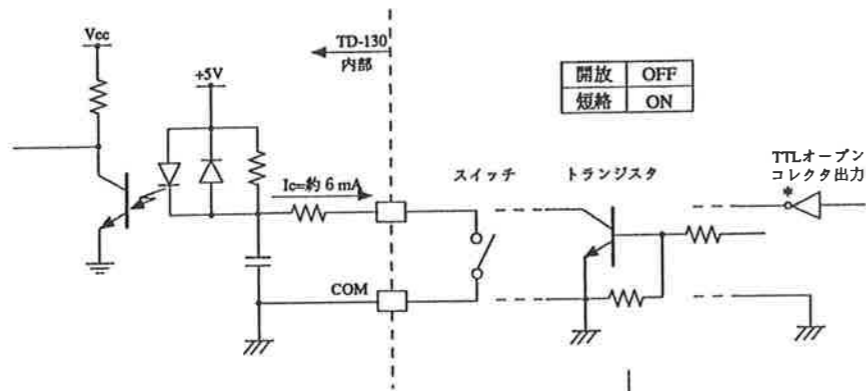 Vcc
+5V
TD-130
内部
開放 OFF
短絡 ON
Ic=約 6 mA
スイッチ
トランジスタ
TTLオープン
コレクタ出力
*
COM